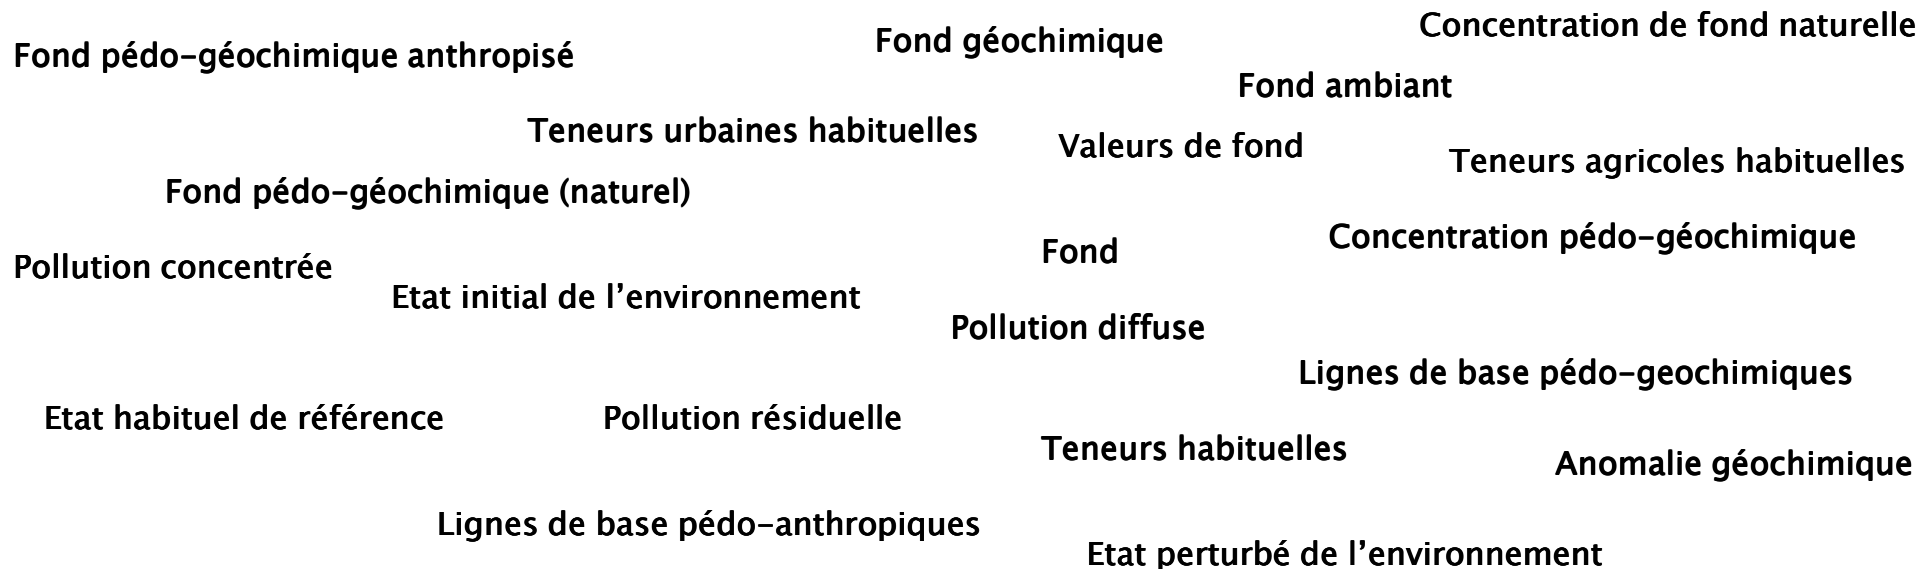 Concentration de fond naturelle
Fond géochimique
Fond pédo-géochimique anthropisé
Fond ambiant
Teneurs urbaines habituelles
Valeurs de fond
Teneurs agricoles habituelles
Fond pédo-géochimique (naturel)
Concentration pédo-géochimique
Fond
Pollution concentrée
Etat initial de l’environnement
Pollution diffuse
Lignes de base pédo-geochimiques
Etat habituel de référence
Pollution résiduelle
Teneurs habituelles
Anomalie géochimique
Lignes de base pédo-anthropiques
Etat perturbé de l’environnement